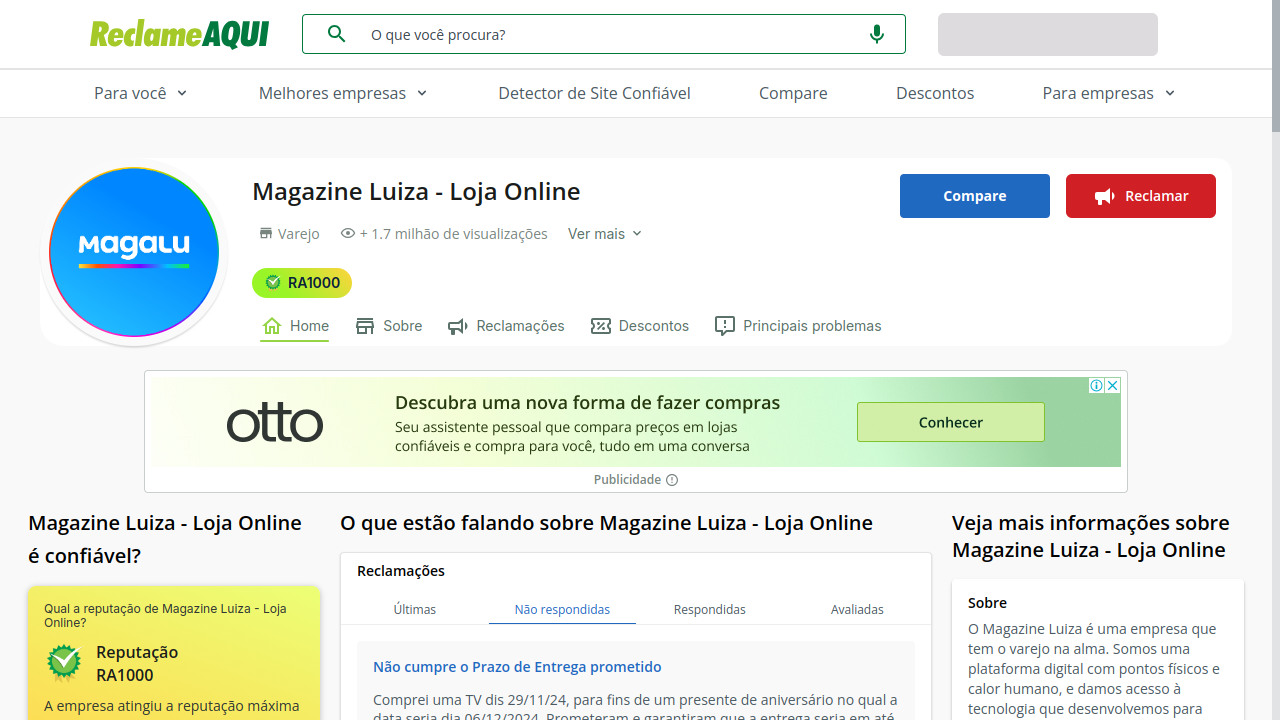 ReclameAQUI
O que você procura?
Para você
Melhores empresas
Detector de Site Confiável
Compare
Descontos
Para empresas
magalu
Magazine Luiza - Loja Online
Compare
Reclamar
Varejo
+ 1.7 milhão de visualizações
Ver mais
RA1000
Home
Sobre
Reclamações
Descontos
Principais problemas
otto
Descubra uma nova forma de fazer compras
Seu assistente pessoal que compara preços em lojas
confiáveis e compra para você, tudo em uma conversa
Conhecer
Publicidade
Magazine Luiza - Loja Online
é confiável?
Qual a reputação de Magazine Luiza - Loja
Online?
Reputação
RA1000
A empresa atingiu a reputação máxima
O que estão falando sobre Magazine Luiza - Loja Online
Reclamações
Últimas
Não respondidas
Respondidas
Avaliadas
Não cumpre o Prazo de Entrega prometido
Comprei uma TV dis 29/11/24, para fins de um presente de aniversário no qual a
data seria dia 06/12/2024. Prometeram e garantiram que a entrega seria em até
Veja mais informações sobre
Magazine Luiza - Loja Online
Sobre
O Magazine Luiza é uma empresa que
tem o varejo na alma. Somos uma
plataforma digital com pontos físicos e
calor humano, e damos acesso à
tecnologia que desenvolvemos para